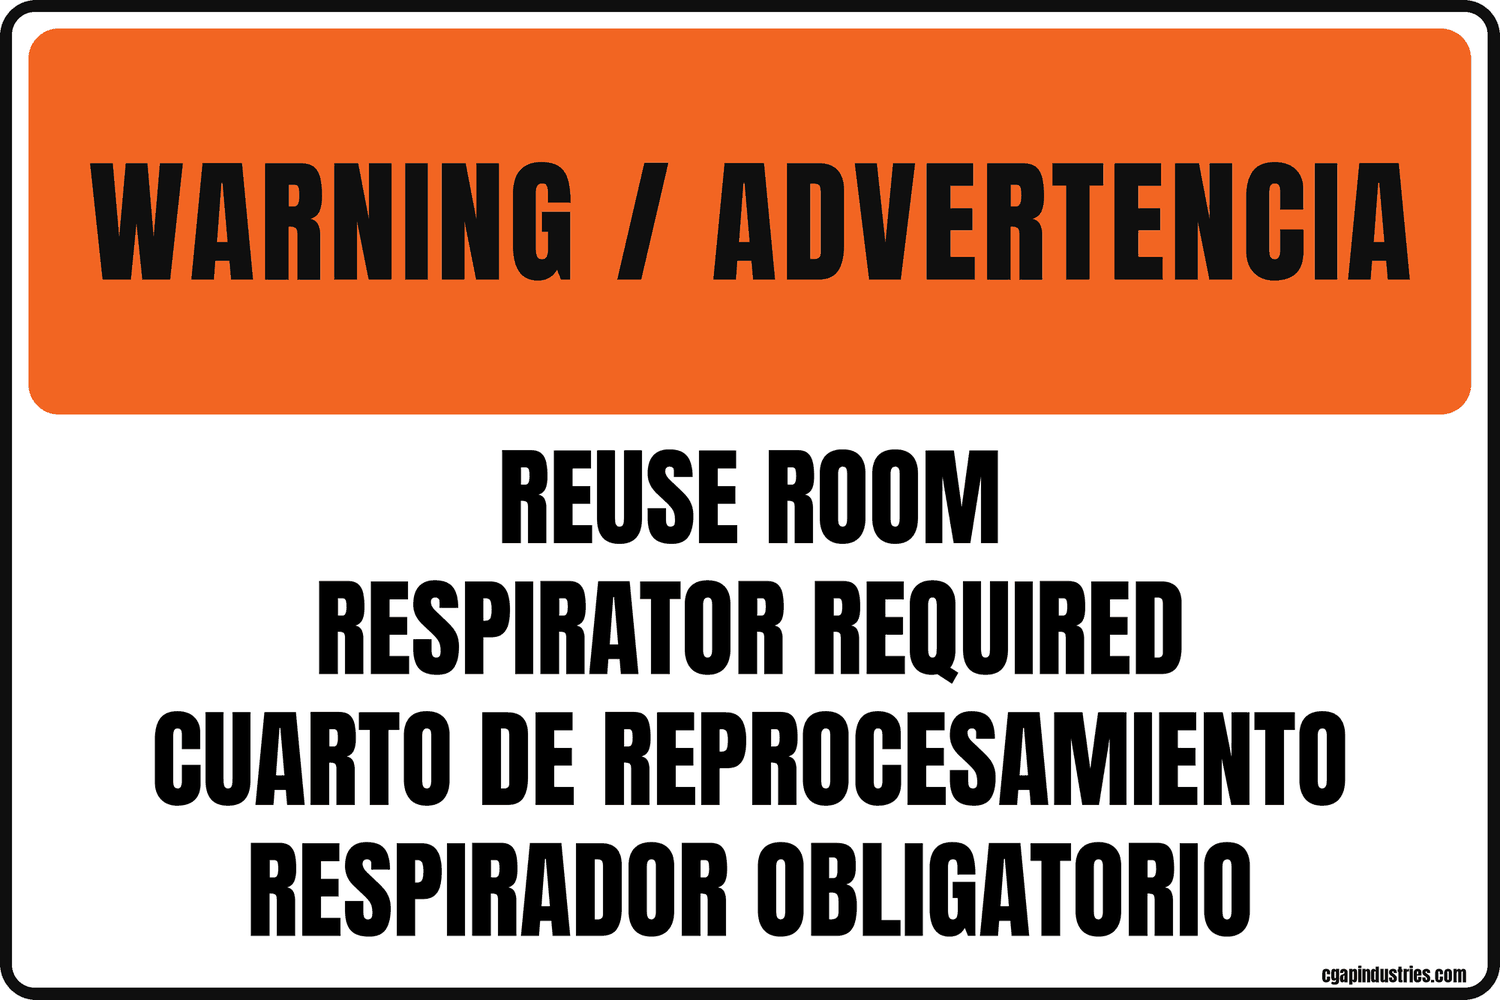 WARNING / ADVERTENCIA
REUSE ROOM
RESPIRATOR REQUIRED
CUARTO DE REPROCESAMIENTO
RESPIRADOR OBLIGATORIO
cgapindustries.com